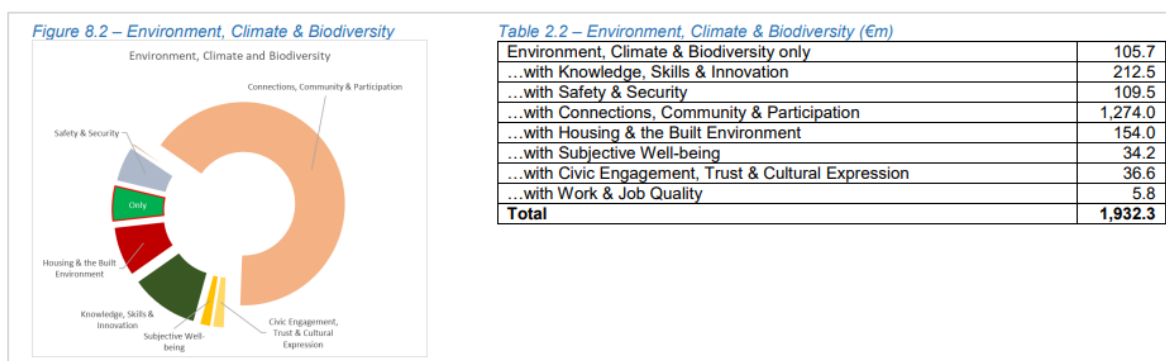 Figure 8.2 – Environment, Climate & Biodiversity
Environment, Climate and Biodiversity
Connections, Community & Participation
Safety & Security
Only
Housing & the Built
Environment
Knowledge, Skills &
Innovation
Subjective Well-
being
Civic Engagement,
Trust & Cultural
Expression
Table 2.2 – Environment, Climate & Biodiversity (€m)
Environment, Climate & Biodiversity only 105.7
…with Knowledge, Skills & Innovation 212.5
…with Safety & Security 109.5
…with Connections, Community & Participation 1,274.0
…with Housing & the Built Environment 154.0
…with Subjective Well-being 34.2
…with Civic Engagement, Trust & Cultural Expression 36.6
…with Work & Job Quality 5.8
Total 1,932.3